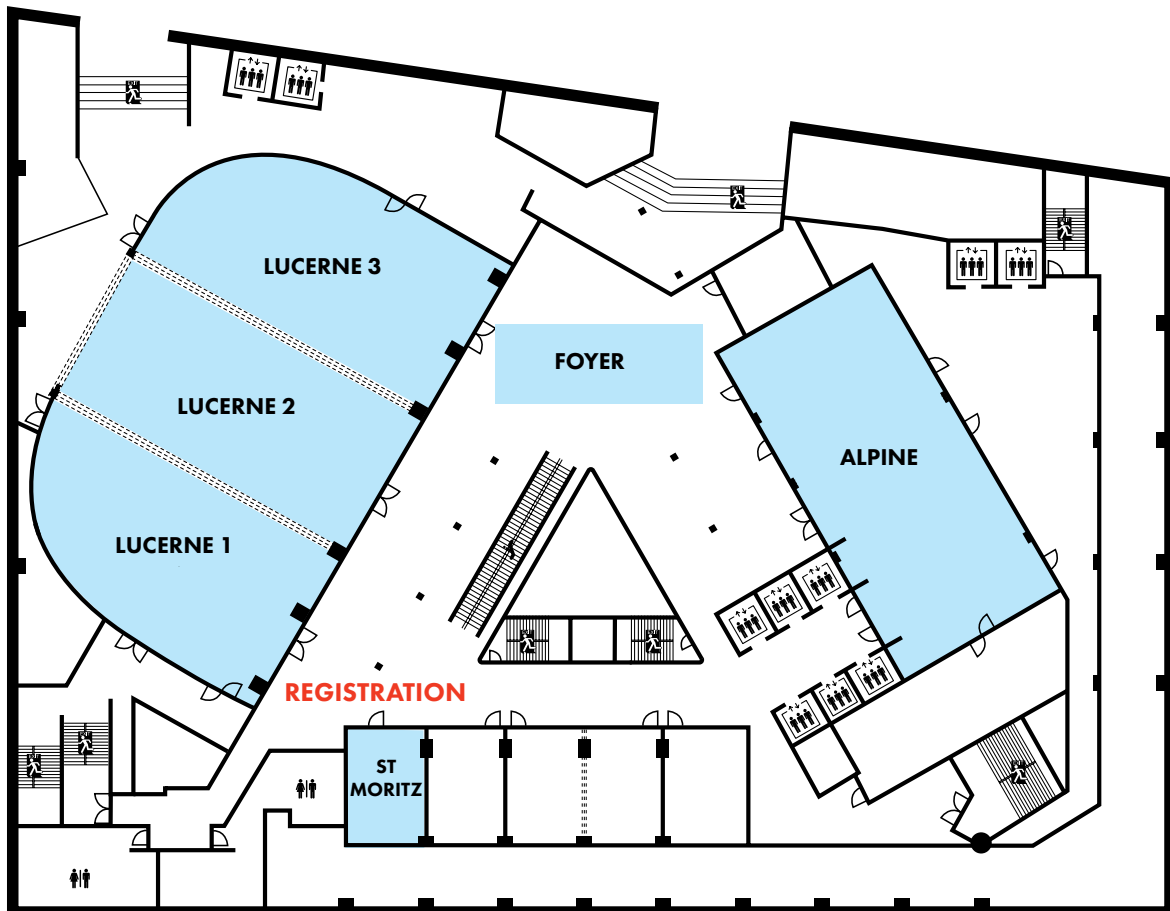 LUCERNE 3
FOYER
LUCERNE 2
ALPINE
LUCERNE 1
REGISTRATION
ST
MORITZ